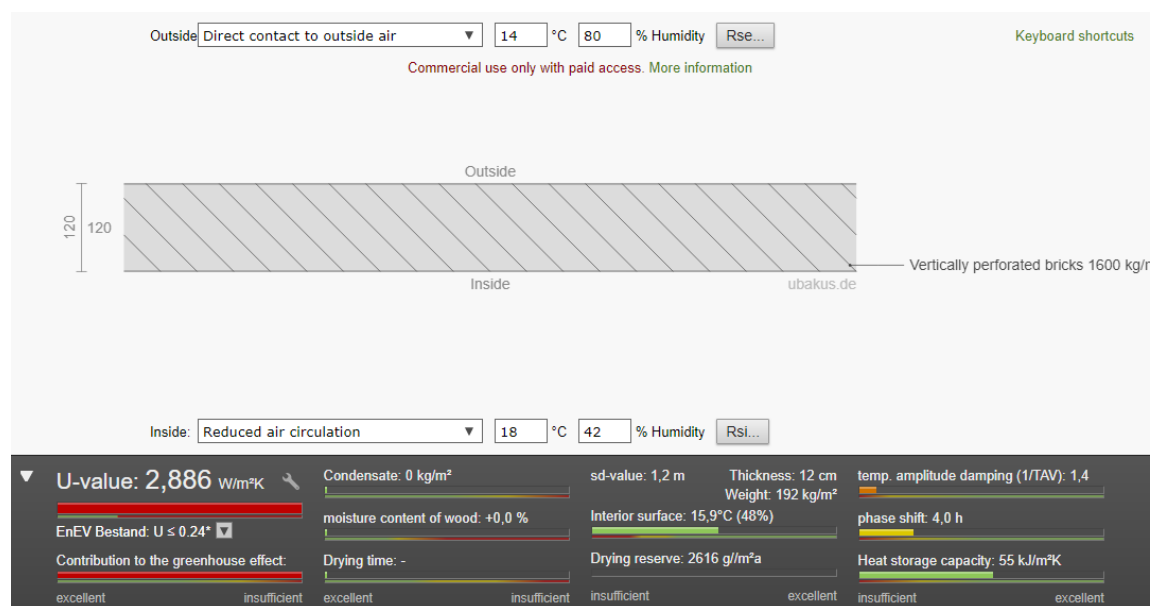 Outside Direct contact to outside air ▼ 14 °C 80 % Humidity Rse... Keyboard shortcuts
Commercial use only with paid access. More information
Outside
120 120
Vertically perforated bricks 1600 kg/r
Inside ubakus.de
Inside: Reduced air circulation ▼ 18 °C 42 % Humidity Rsi...
▼ U-value: 2,886 W/m²K
EnEV Bestand: U ≤ 0.24* ▼
Contribution to the greenhouse effect:
excellent insufficient
Condensate: 0 kg/m²
moisture content of wood: +0,0 %
Drying time: -
excellent insufficient
sd-value: 1,2 m Thickness: 12 cm
Weight: 192 kg/m²
Interior surface: 15,9°C (48%)
Drying reserve: 2616 g//m²a
insufficient excellent
temp. amplitude damping (1/TAV): 1,4
phase shift: 4,0 h
Heat storage capacity: 55 kJ/m²K
insufficient excellent